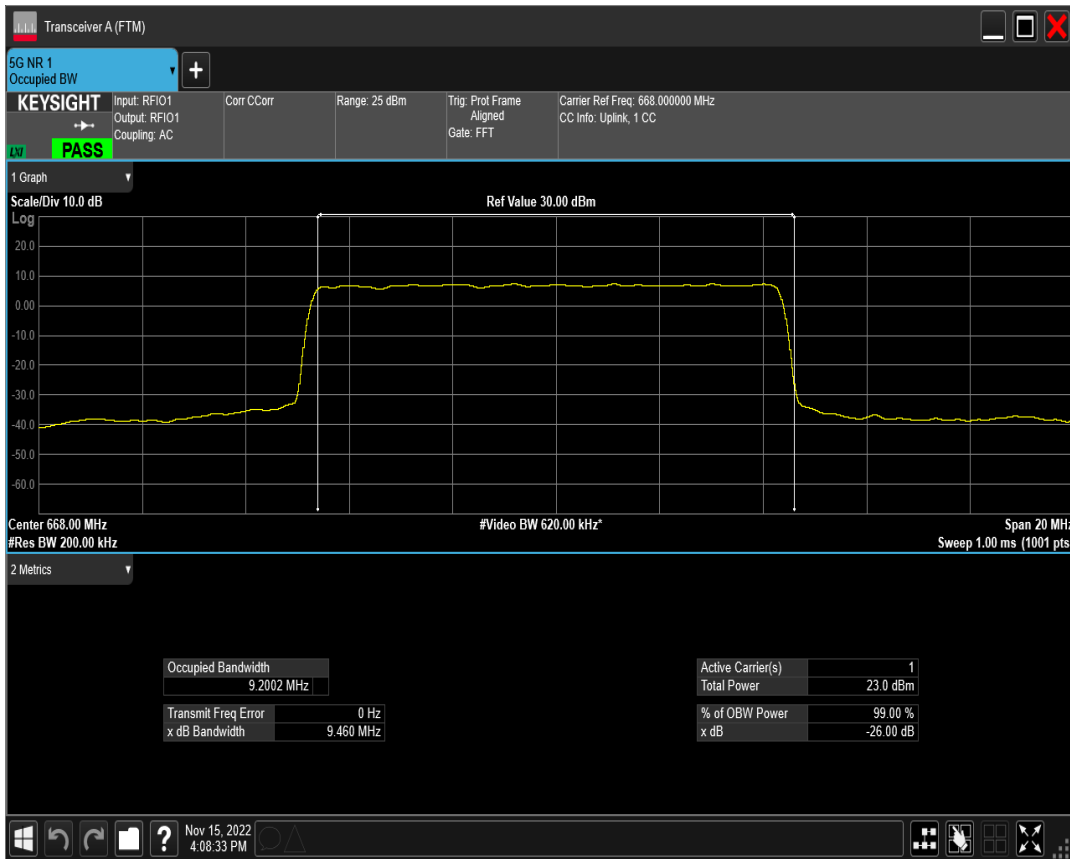 Transceiver A (FTM)
5G NR 1
Occupied BW
KEYSIGHT
LXI
PASS
Input: RFIO1
Output: RFIO1
Coupling: AC
Corr CCorr
Range: 25 dBm
Trig: Prot Frame
Aligned
Gate: FFT
Carrier Ref Freq: 668.000000 MHz
CC Info: Uplink, 1 CC
1 Graph
Scale/Div 10.0 dB
Ref Value 30.00 dBm
Log
20.0
10.0
0.00
-10.0
-20.0
-30.0
-40.0
-50.0
-60.0
Center 668.00 MHz
#Video BW 620.00 kHz*
Span 20 MHz
#Res BW 200.00 kHz
Sweep 1.00 ms (1001 pts
2 Metrics
Occupied Bandwidth
9.2002 MHz
Transmit Freq Error 0 Hz
x dB Bandwidth 9.460 MHz
Active Carrier(s) 1
Total Power 23.0 dBm
% of OBW Power 99.00 %
x dB -26.00 dB
?
Nov 15, 2022
4:08:33 PM